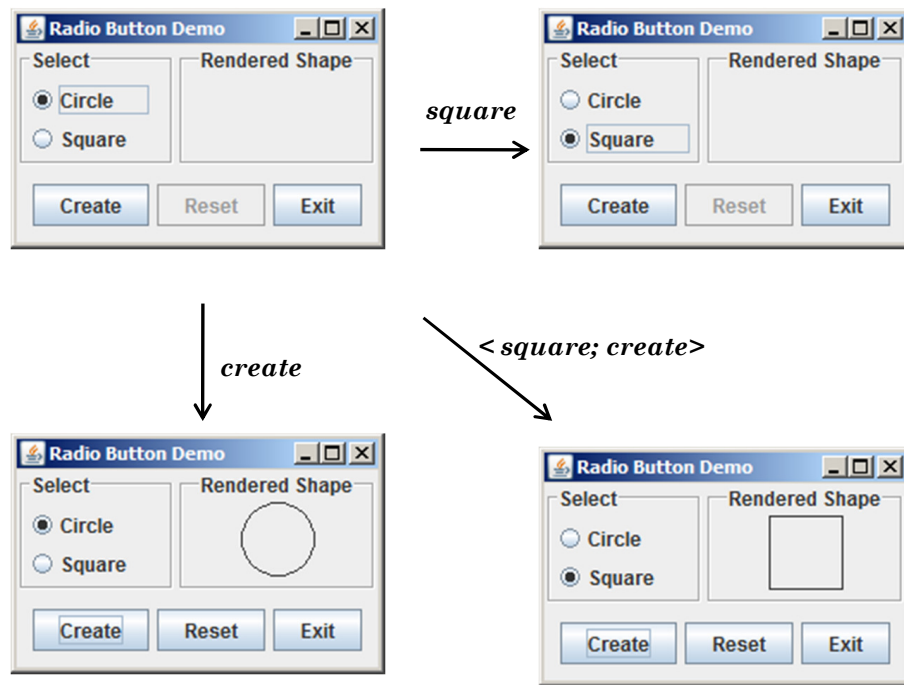 Radio Button Demo
Select
Rendered Shape
Circle
Square
Create
Reset
Exit
square
Radio Button Demo
Select
Rendered Shape
Circle
Square
Create
Reset
Exit
create
< square; create>
Radio Button Demo
Select
Rendered Shape
Circle
Square
Create
Reset
Exit
Radio Button Demo
Select
Rendered Shape
Circle
Square
Create
Reset
Exit